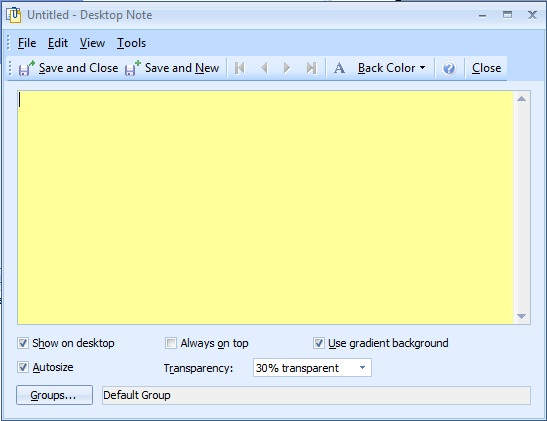 Untitled - Desktop Note
File Edit View Tools
Save and Close Save and New A Back Color ? Close
Show on desktop Always on top Use gradient background
Autosize Transparency: 30% transparent
Groups... Default Group